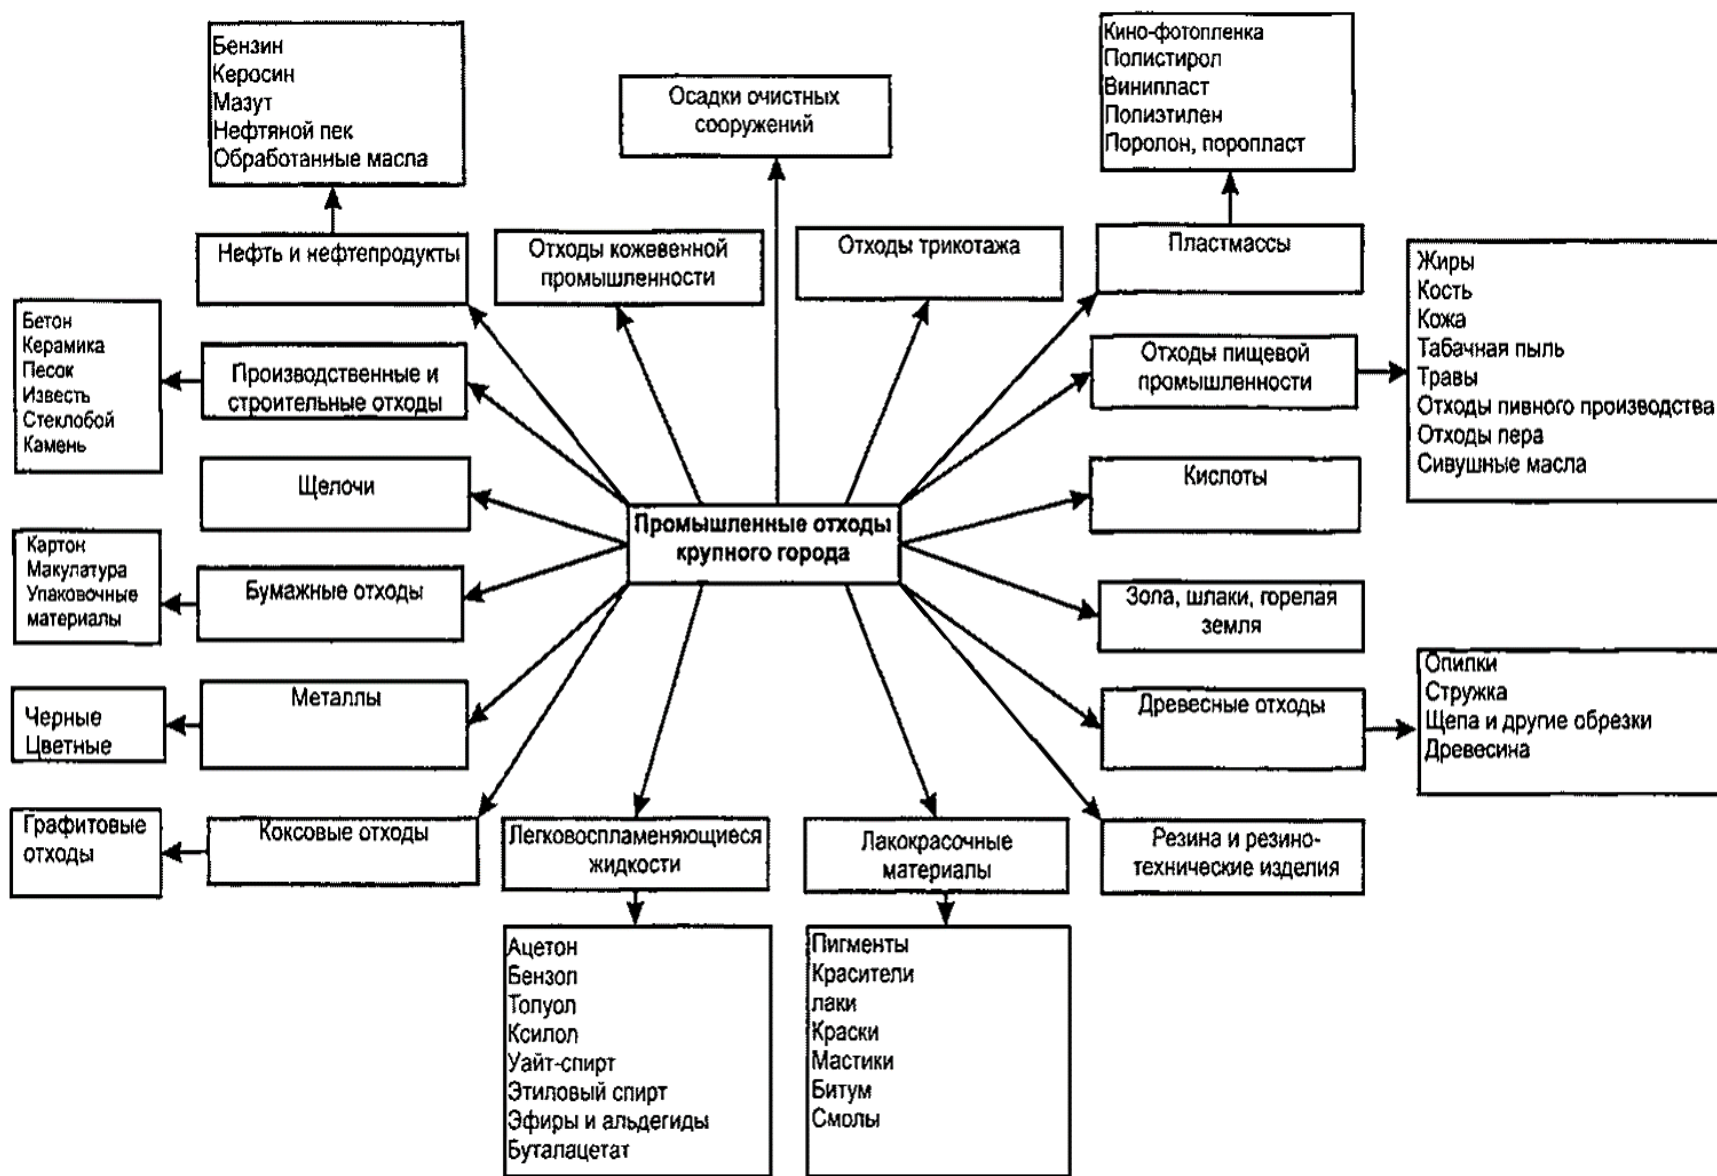 Бензин
Керосин
Мазут
Нефтяной пек
Обработанные масла
Осадки очистных
сооружений
Кино-фотопленка
Полистирол
Винипласт
Полиэтилен
Поролон, поропласт
Нефть и нефтепродукты
Отходы кожевенной
промышленности
Отходы трикотажа
Пластмассы
Жиры
Кость
Кожа
Табачная пыль
Травы
Отходы пивного производства
Отходы пера
Сивушные масла
Бетон
Керамика
Песок
Известь
Стеклобой
Камень
Производственные и
строительные отходы
Отходы пищевой
промышленности
Щелочи
Кислоты
Промышленные отходы
крупного города
Картон
Макулатура
Упаковочные
материалы
Бумажные отходы
Зола, шлаки, горелая
земля
Черные
Цветные
Металлы
Древесные отходы
Опилки
Стружка
Щепа и другие обрезки
Древесина
Графитовые
отходы
Коксовые отходы
Легковоспламеняющиеся
жидкости
Лакокрасочные
материалы
Резина и резино-
технические изделия
Ацетон
Бензол
Топуол
Ксилол
Уайт-спирт
Этиловый спирт
Эфиры и альдегиды
Буталацетат
Пигменты
Красители
лаки
Краски
Мастики
Битум
Смолы